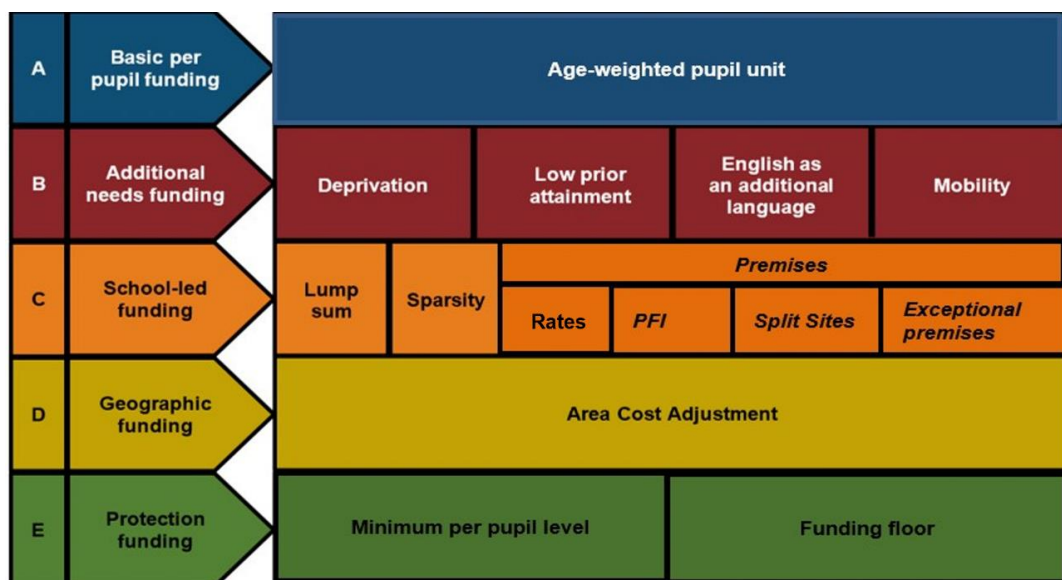 A
Basic per
pupil funding
Age-weighted pupil unit
B
Additional
needs funding
Deprivation
Low prior
attainment
English as
an additional
language
Mobility
C
School-led
funding
Lump
sum
Sparsity
Premises
Rates
PFI
Split Sites
Exceptional
premises
D
Geographic
funding
Area Cost Adjustment
E
Protection
funding
Minimum per pupil level
Funding floor